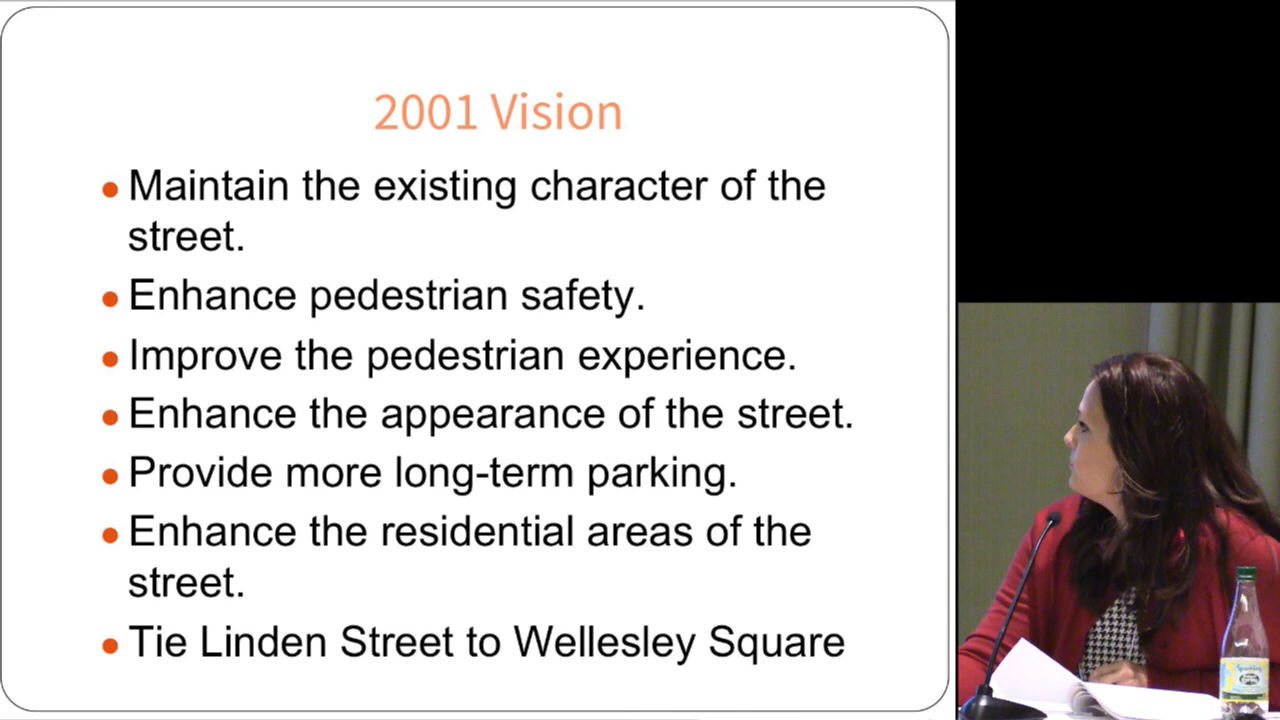 2001 Vision
• Maintain the existing character of the
street.
• Enhance pedestrian safety.
• Improve the pedestrian experience.
• Enhance the appearance of the street.
• Provide more long-term parking.
• Enhance the residential areas of the
street.
• Tie Linden Street to Wellesley Square